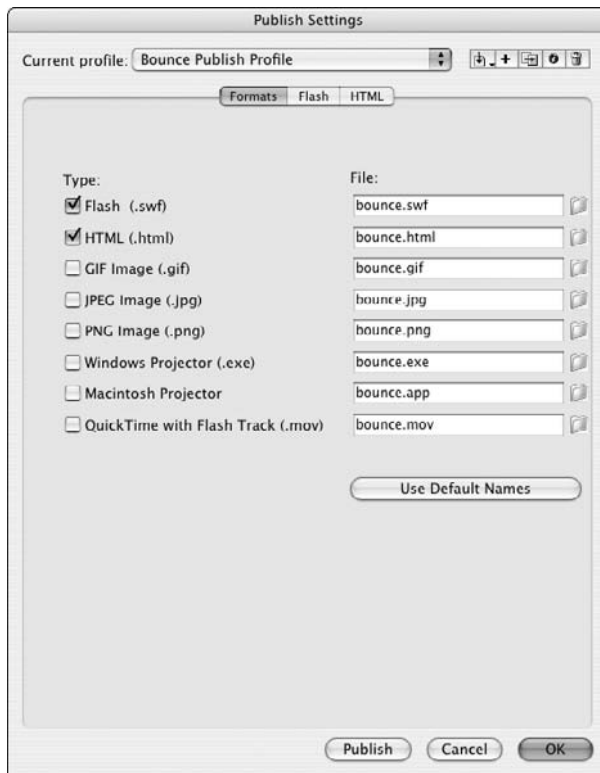 Publish Settings
Current profile: Bounce Publish Profile
Formats Flash HTML
Type: File:
Flash (.swf) bounce.swf
HTML (.html) bounce.html
GIF Image (.gif) bounce.gif
JPEG Image (.jpg) bounce.jpg
PNG Image (.png) bounce.png
Windows Projector (.exe) bounce.exe
Macintosh Projector bounce.app
QuickTime with Flash Track (.mov) bounce.mov
Use Default Names
Publish Cancel OK